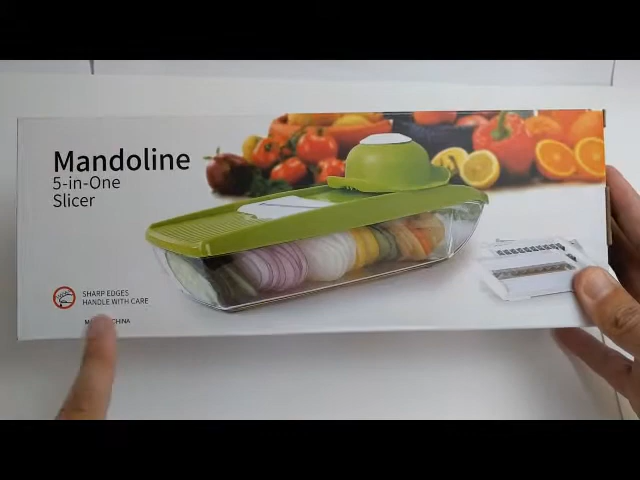 Mandoline
5-in-One
Slicer
SHARP EDGES
HANDLE WITH CARE
CHINA